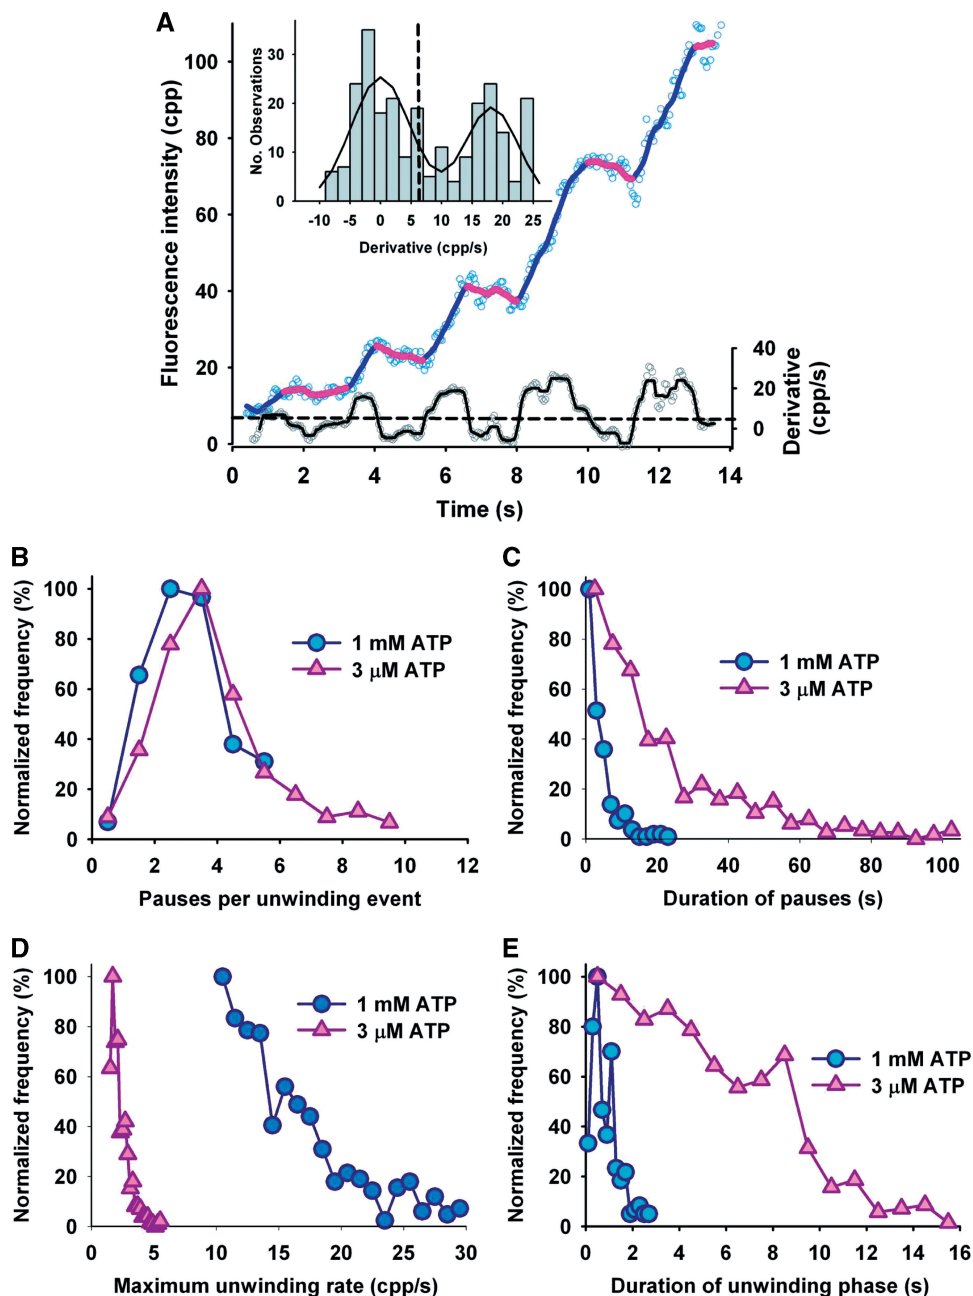 A
Fluorescence intensity (cpp)
100
80
60
40
20
0
No. Observations
30
20
10
0
-10 -5 0 5 10 15 20 25
Derivative (cpp/s)
40
20
0
Derivative
(cpp/s)
0 2 4 6 8 10 12 14
Time (s)
B
Normalized frequency (%)
100
80
60
40
20
0
1 mM ATP
3 μM ATP
0 2 4 6 8 10 12
Pauses per unwinding event
C
Normalized frequency (%)
100
80
60
40
20
0
1 mM ATP
3 μM ATP
0 20 40 60 80 100
Duration of pauses (s)
D
Normalized frequency (%)
100
80
60
40
20
0
1 mM ATP
3 μM ATP
0 5 10 15 20 25 30
Maximum unwinding rate (cpp/s)
E
Normalized frequency (%)
100
80
60
40
20
0
1 mM ATP
3 μM ATP
0 2 4 6 8 10 12 14 16
Duration of unwinding phase (s)